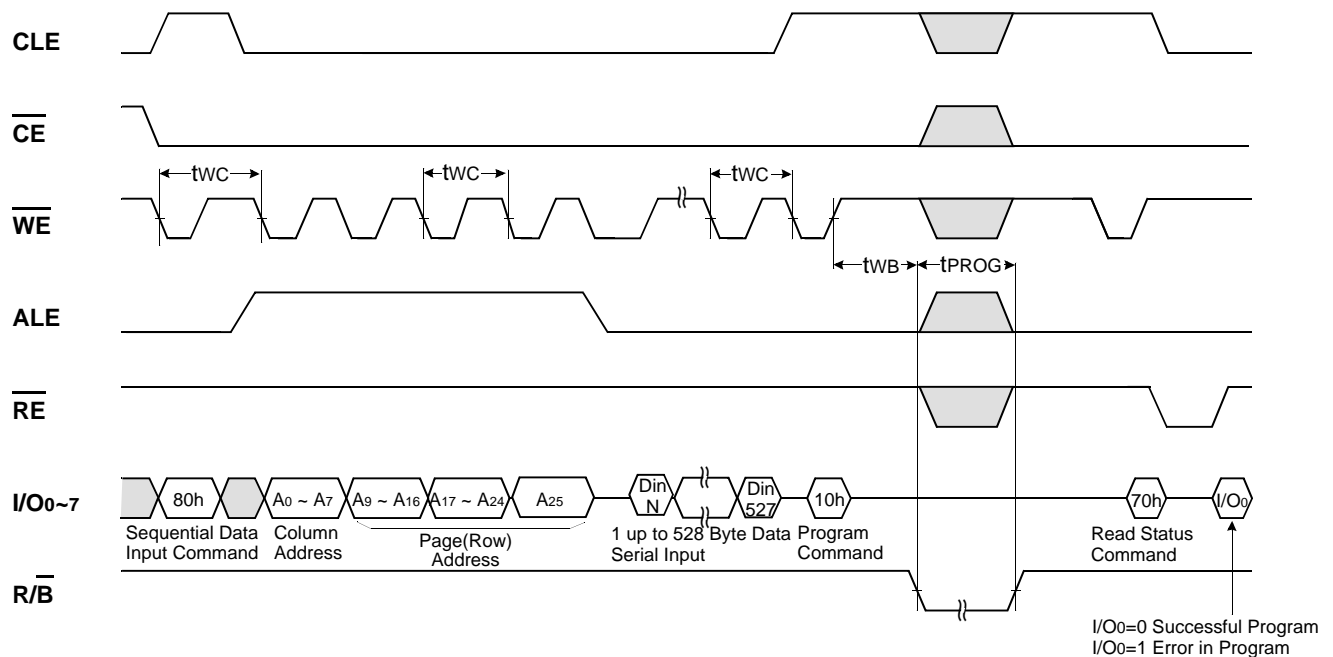 CLE
CE
tWC tWC tWC
WE
tWB tPROG
ALE
RE
I/O0~7 80h A0 ~ A7 A9 ~ A16 A17 ~ A24 A25 Din N Din 527 10h 70h I/O0
Sequential Data Input Command
Column Address
Page(Row) Address
1 up to 528 Byte Data Serial Input
Program Command
Read Status Command
R/B
I/O0=0 Successful Program
I/O0=1 Error in Program